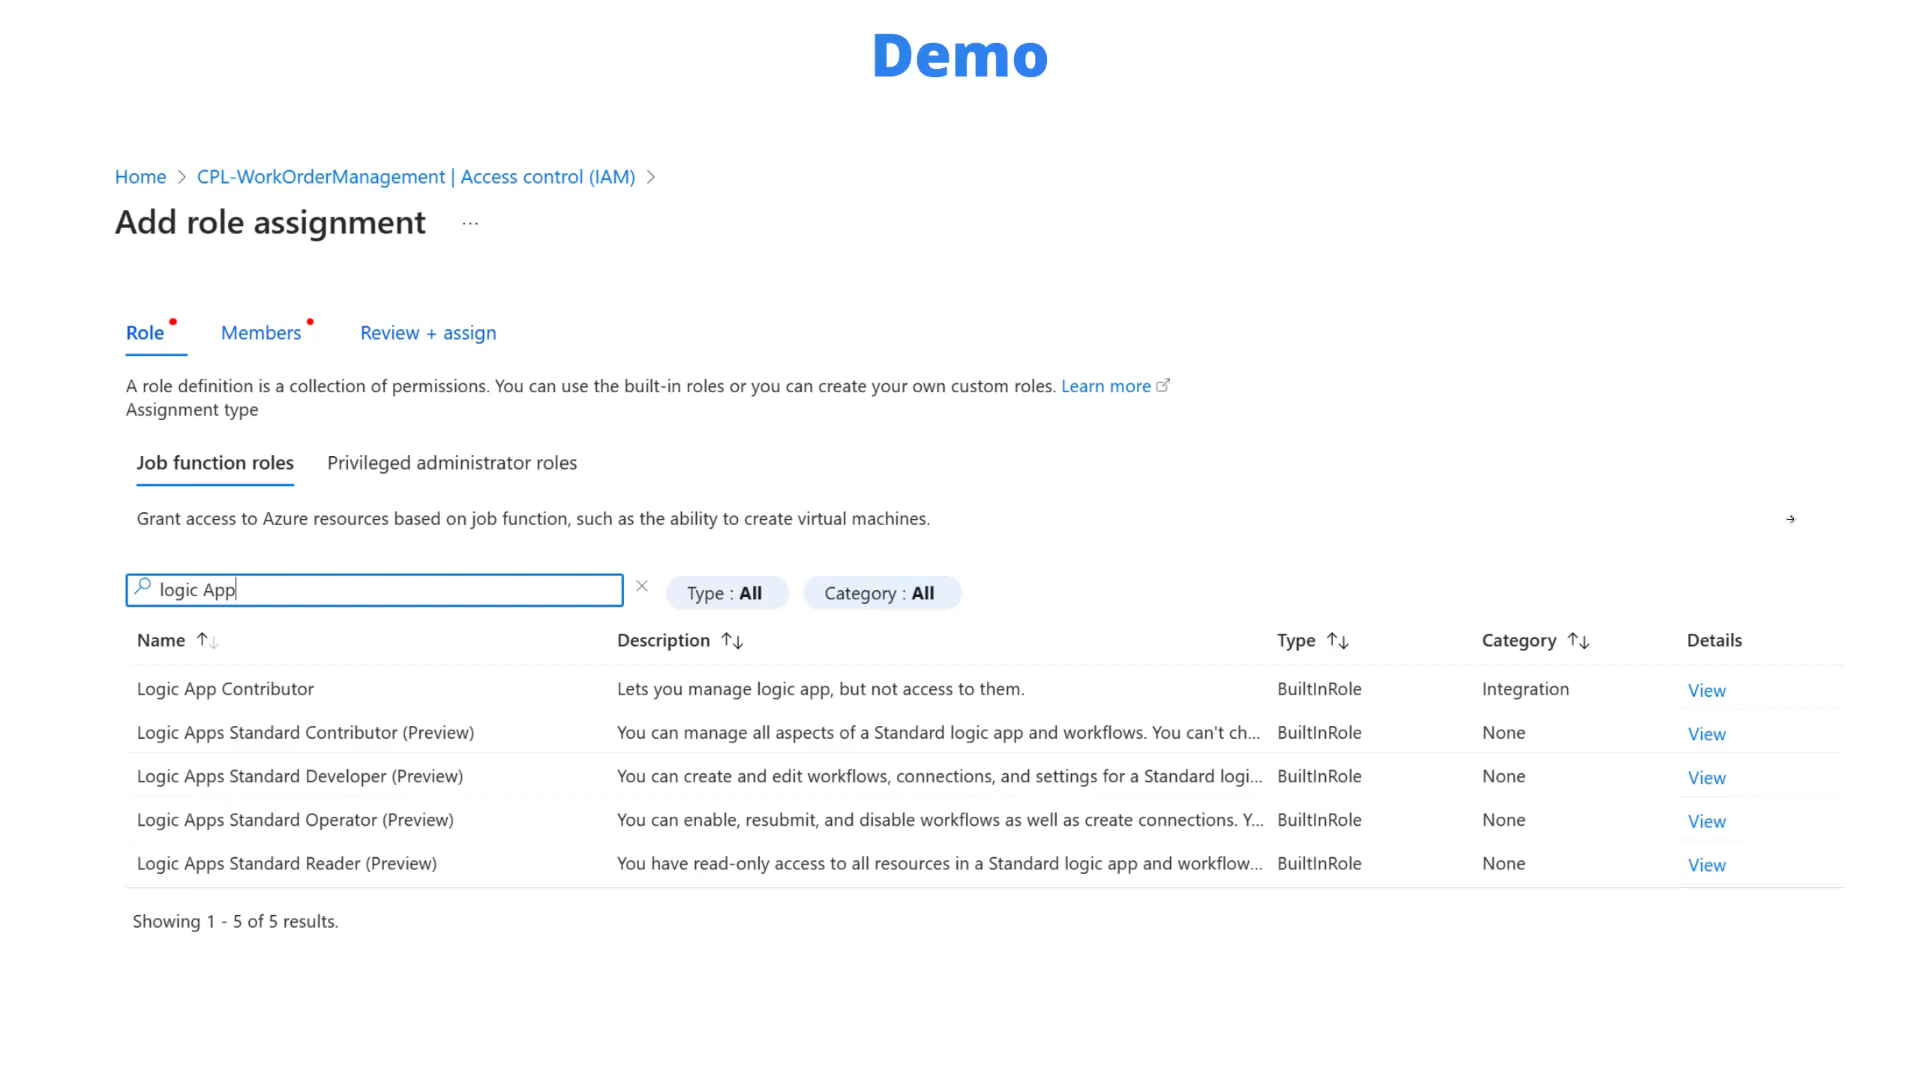 Demo
Home > CPL-WorkOrderManagement | Access control (IAM) >
Add role assignment ...
Role Members Review + assign
A role definition is a collection of permissions. You can use the built-in roles or you can create your own custom roles. Learn more
Assignment type
Job function roles Privileged administrator roles
Grant access to Azure resources based on job function, such as the ability to create virtual machines.
logic App Type : All Category : All
Name Description Type Category Details
Logic App Contributor Lets you manage logic app, but not access to them. BuiltInRole Integration View
Logic Apps Standard Contributor (Preview) You can manage all aspects of a Standard logic app and workflows. You can't ch... BuiltInRole None View
Logic Apps Standard Developer (Preview) You can create and edit workflows, connections, and settings for a Standard logi... BuiltInRole None View
Logic Apps Standard Operator (Preview) You can enable, resubmit, and disable workflows as well as create connections. Y... BuiltInRole None View
Logic Apps Standard Reader (Preview) You have read-only access to all resources in a Standard logic app and workflow... BuiltInRole None View
Showing 1 - 5 of 5 results.